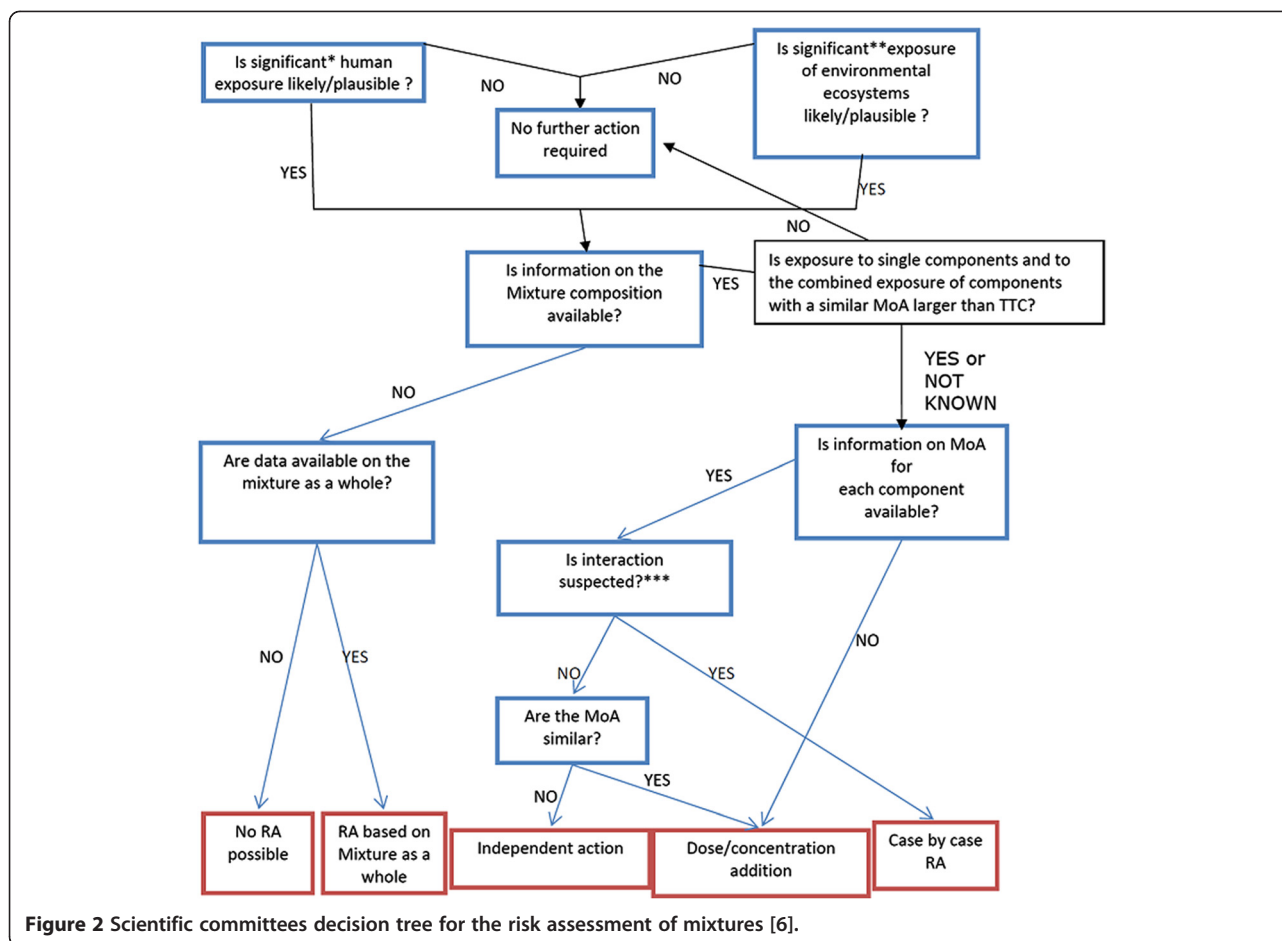 Is significant* human
exposure likely/plausible ?
Is significant**exposure
of environmental
ecosystems
likely/plausible ?
NO
NO
No further action
required
YES
YES
NO
Is information on the
Mixture composition
available?
YES
Is exposure to single components and to
the combined exposure of components
with a similar MoA larger than TTC?
NO
YES or
NOT
KNOWN
Are data available on the
mixture as a whole?
Is information on MoA
for
each component
available?
YES
Is interaction
suspected?***
NO
YES
NO
YES
NO
Are the MoA
similar?
NO
YES
No RA
possible
RA based on
Mixture as a
whole
Independent action
Dose/concentration
addition
Case by case
RA
Figure 2 Scientific committees decision tree for the risk assessment of mixtures [6].